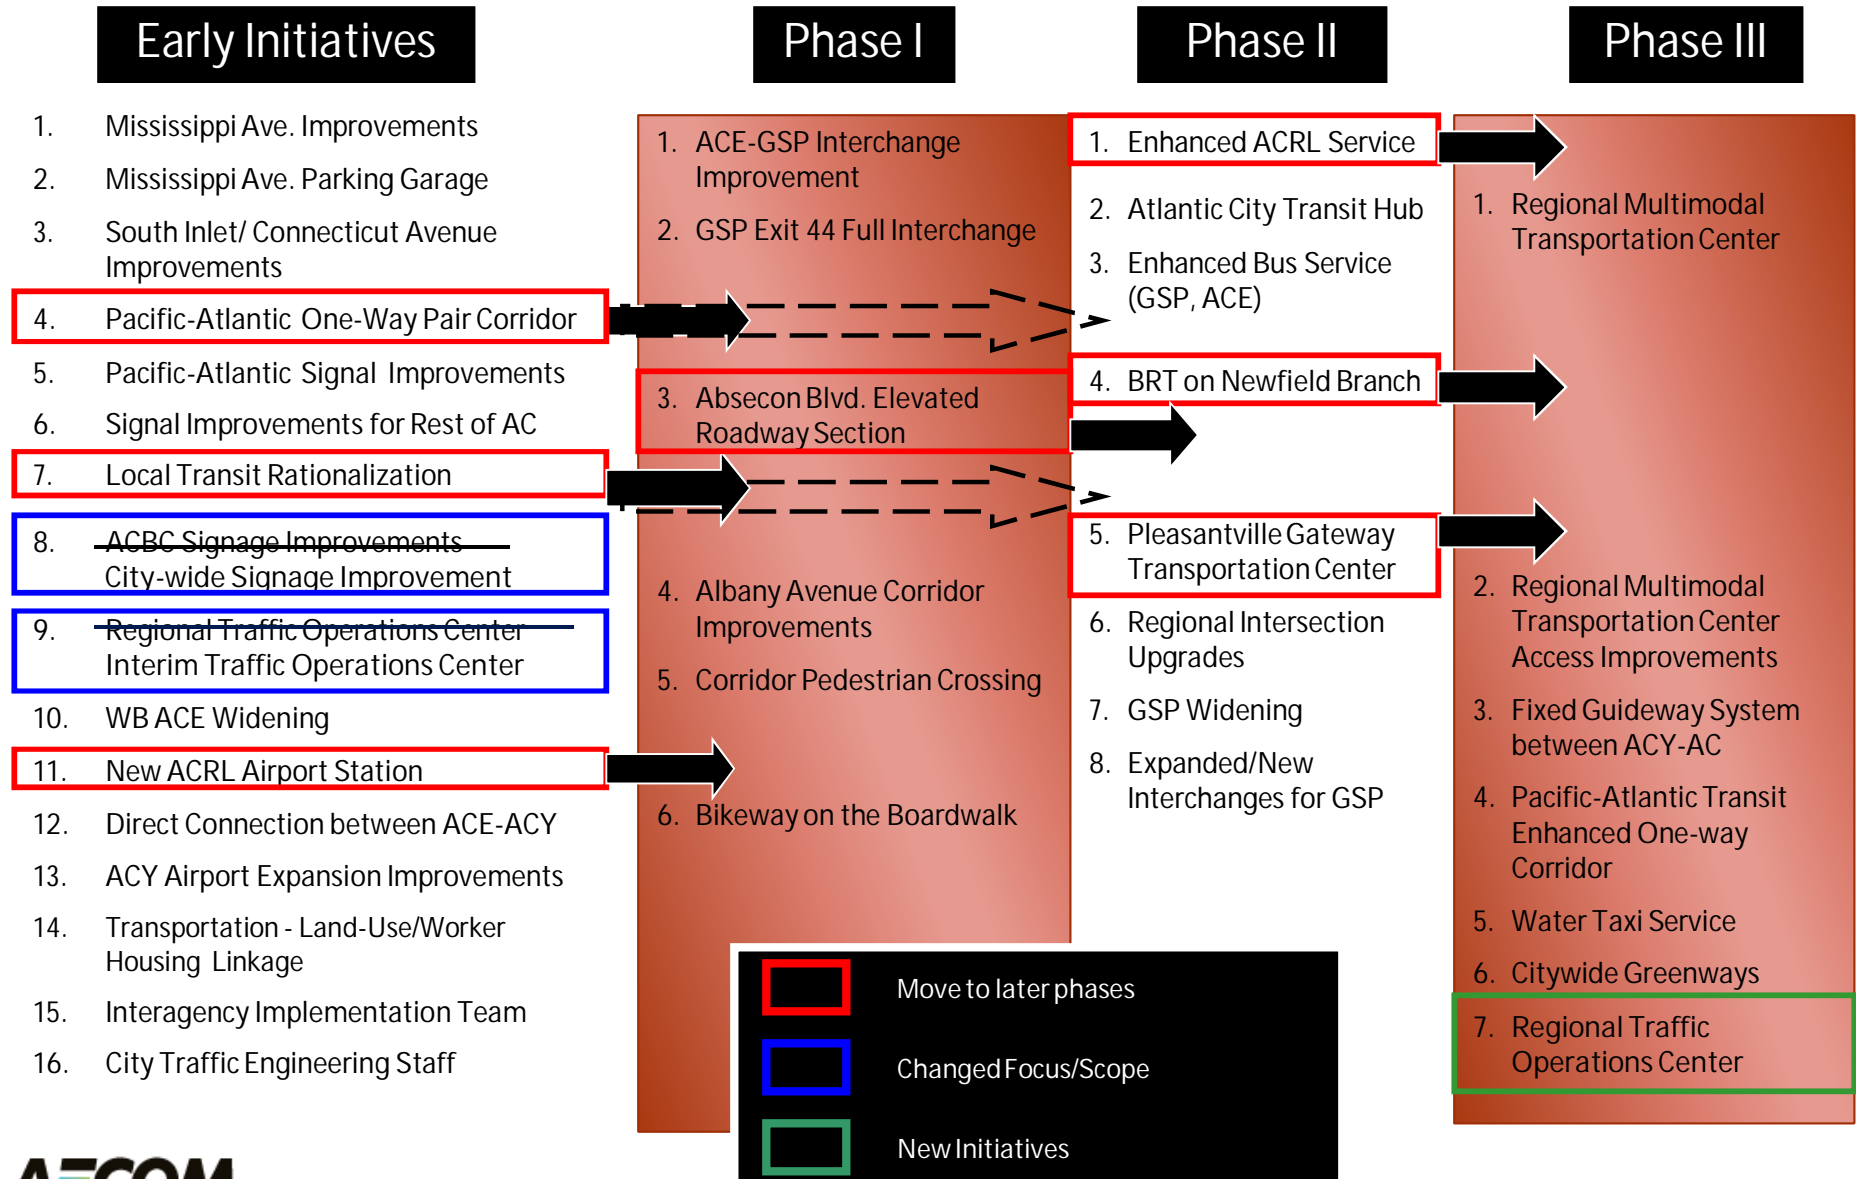 Early Initiatives
1. Mississippi Ave. Improvements
2. Mississippi Ave. Parking Garage
3. South Inlet/ Connecticut Avenue
Improvements
4. Pacific-Atlantic One-Way Pair Corridor
5. Pacific-Atlantic Signal Improvements
6. Signal Improvements for Rest of AC
7. Local Transit Rationalization
8. ACBC Signage Improvements
City-wide Signage Improvement
9. Regional Traffic Operations Center
Interim Traffic Operations Center
10. WB ACE Widening
11. New ACRL Airport Station
12. Direct Connection between ACE-ACY
13. ACY Airport Expansion Improvements
14. Transportation - Land-Use/Worker
Housing Linkage
15. Interagency Implementation Team
16. City Traffic Engineering Staff
Phase I
1. ACE-GSP Interchange
Improvement
2. GSP Exit 44 Full Interchange
3. Absecon Blvd. Elevated
Roadway Section
4. Albany Avenue Corridor
Improvements
5. Corridor Pedestrian Crossing
6. Bikeway on the Boardwalk
Phase II
1. Enhanced ACRL Service
2. Atlantic City Transit Hub
3. Enhanced Bus Service
(GSP, ACE)
4. BRT on Newfield Branch
5. Pleasantville Gateway
Transportation Center
6. Regional Intersection
Upgrades
7. GSP Widening
8. Expanded/New
Interchanges for GSP
Phase III
1. Regional Multimodal
Transportation Center
2. Regional Multimodal
Transportation Center
Access Improvements
3. Fixed Guideway System
between ACY-AC
4. Pacific-Atlantic Transit
Enhanced One-way
Corridor
5. Water Taxi Service
6. Citywide Greenways
7. Regional Traffic
Operations Center
Move to later phases
Changed Focus/Scope
New Initiatives
AECOM